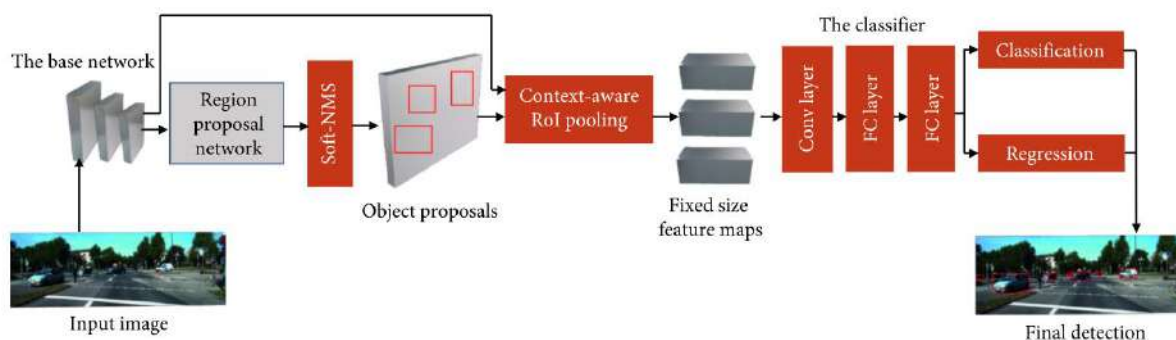 The base network
Region
proposal
network
Soft-NMS
Object proposals
Context-aware
RoI pooling
Fixed size
feature maps
The classifier
Conv layer
FC layer
FC layer
Classification
Regression
Input image
Final detection